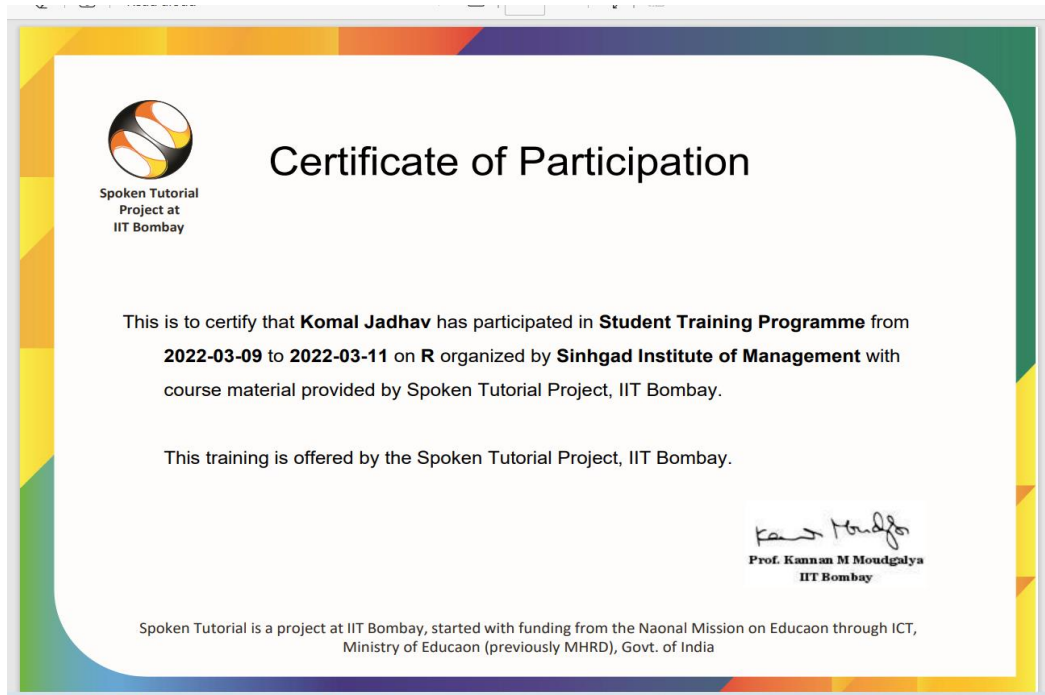 Certificate of Participation
Spoken Tutorial
Project at
IIT Bombay
This is to certify that Komal Jadhav has participated in Student Training Programme from
2022-03-09 to 2022-03-11 on R organized by Sinhgad Institute of Management with
course material provided by Spoken Tutorial Project, IIT Bombay.
This training is offered by the Spoken Tutorial Project, IIT Bombay.
Prof. Kannan M Moudgalya
IIT Bombay
Spoken Tutorial is a project at IIT Bombay, started with funding from the Naonal Mission on Educaon through ICT,
Ministry of Educaon (previously MHRD), Govt. of India